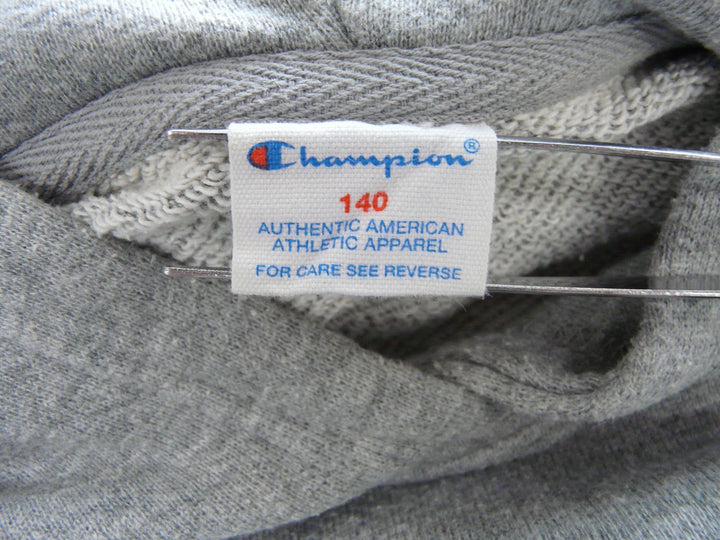 Champion®
140
AUTHENTIC AMERICAN
ATHLETIC APPAREL
FOR CARE SEE REVERSE